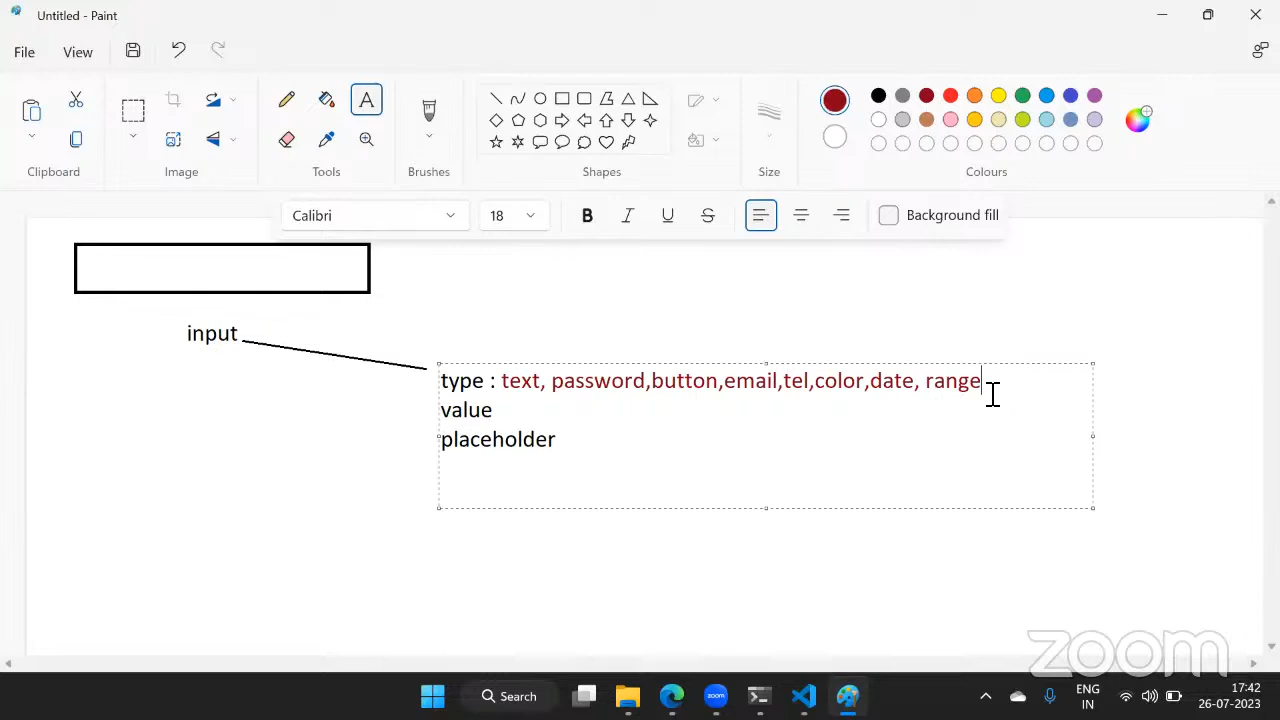 Untitled - Paint
File View
Clipboard
Image
Tools
Brushes
Shapes
Size
Colours
A
Calibri 18 B I U S Background fill
input
type : text, password,button,email,tel,color,date, range
value
placeholder
zoom
Search
zoom
ENG
IN
17:42
26-07-2023